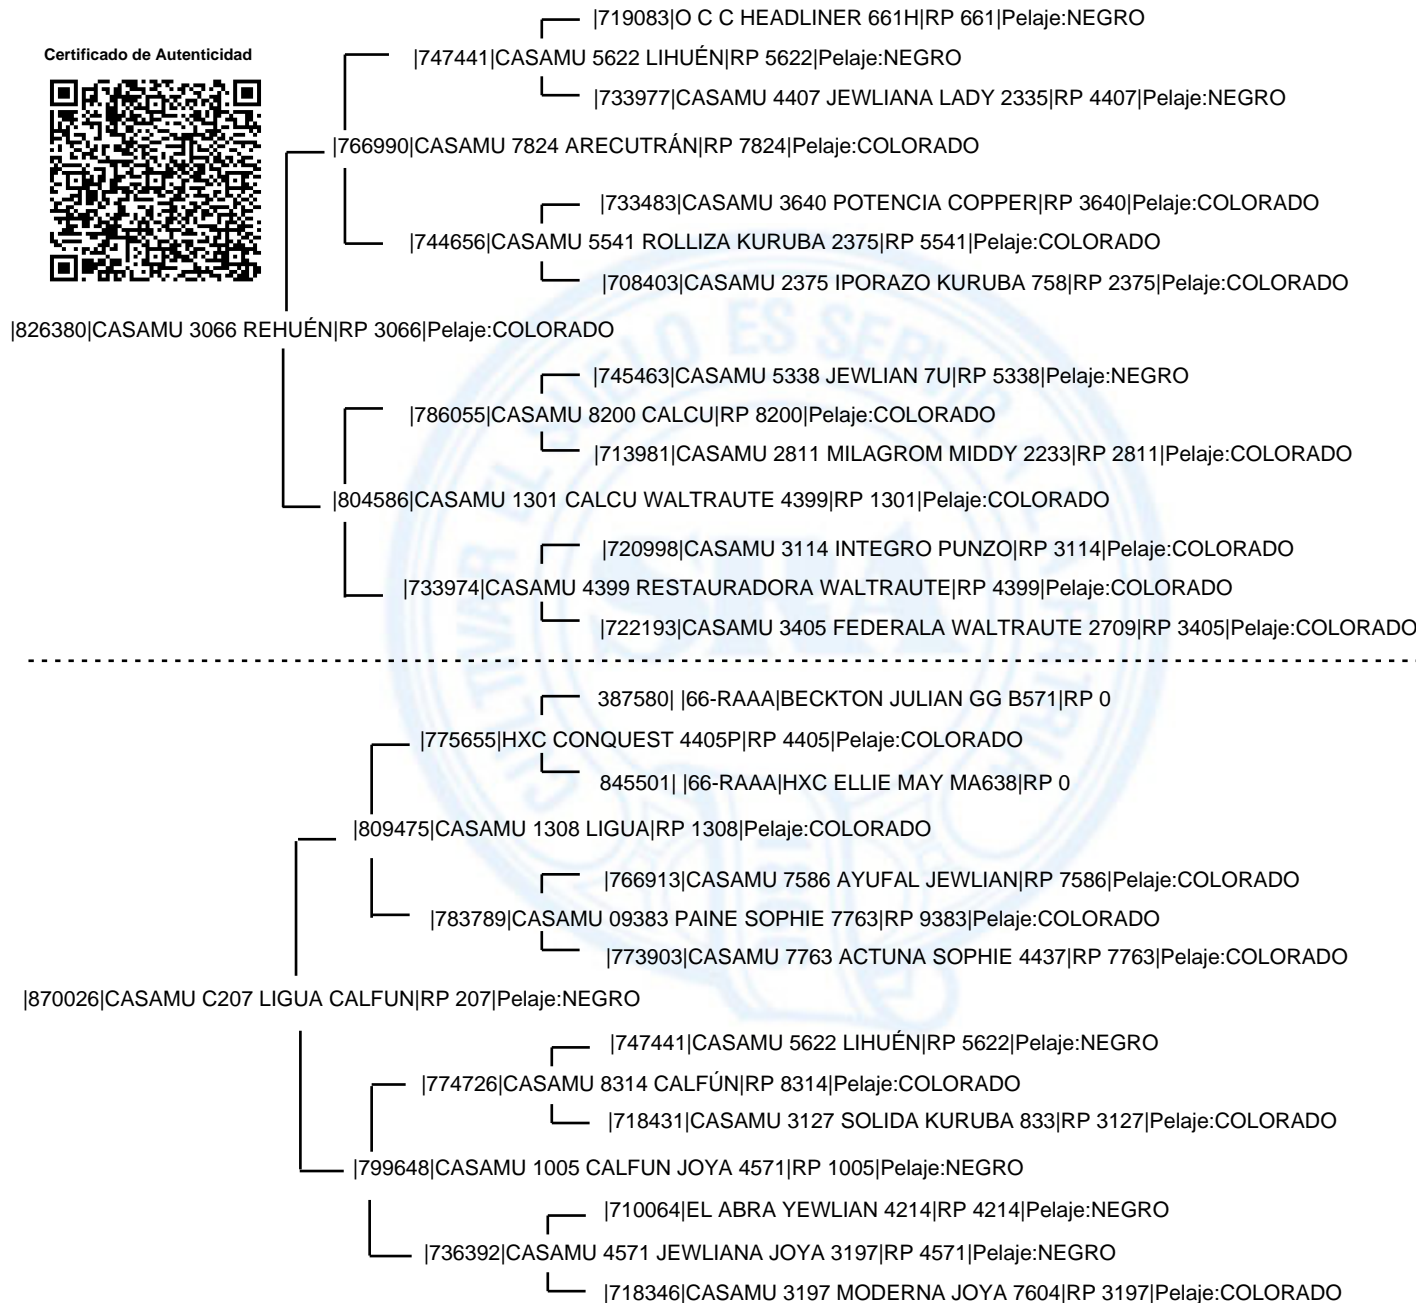 |719083|O C C HEADLINER 661H|RP 661|Pelaje:NEGRO
Certificado de Autenticidad
|747441|CASAMU 5622 LIHUÉN|RP 5622|Pelaje:NEGRO
|733977|CASAMU 4407 JEWLIANA LADY 2335|RP 4407|Pelaje:NEGRO
|766990|CASAMU 7824 ARECUTRÁN|RP 7824|Pelaje:COLORADO
|733483|CASAMU 3640 POTENCIA COPPER|RP 3640|Pelaje:COLORADO
|744656|CASAMU 5541 ROLLIZA KURUBA 2375|RP 5541|Pelaje:COLORADO
|708403|CASAMU 2375 IPORAZO KURUBA 758|RP 2375|Pelaje:COLORADO
|826380|CASAMU 3066 REHUÉN|RP 3066|Pelaje:COLORADO
|745463|CASAMU 5338 JEWLIAN 7U|RP 5338|Pelaje:NEGRO
|786055|CASAMU 8200 CALCU|RP 8200|Pelaje:COLORADO
|713981|CASAMU 2811 MILAGROM MIDDY 2233|RP 2811|Pelaje:COLORADO
|804586|CASAMU 1301 CALCU WALTRAUTE 4399|RP 1301|Pelaje:COLORADO
|720998|CASAMU 3114 INTEGRO PUNZO|RP 3114|Pelaje:COLORADO
|733974|CASAMU 4399 RESTAURADORA WALTRAUTE|RP 4399|Pelaje:COLORADO
|722193|CASAMU 3405 FEDERALA WALTRAUTE 2709|RP 3405|Pelaje:COLORADO
387580| |66-RAAA|BECKTON JULIAN GG B571|RP 0
|775655|HXC CONQUEST 4405P|RP 4405|Pelaje:COLORADO
845501| |66-RAAA|HXC ELLIE MAY MA638|RP 0
|809475|CASAMU 1308 LIGUA|RP 1308|Pelaje:COLORADO
|766913|CASAMU 7586 AYUFAL JEWLIAN|RP 7586|Pelaje:COLORADO
|783789|CASAMU 09383 PAINE SOPHIE 7763|RP 9383|Pelaje:COLORADO
|773903|CASAMU 7763 ACTUNA SOPHIE 4437|RP 7763|Pelaje:COLORADO
|870026|CASAMU C207 LIGUA CALFUN|RP 207|Pelaje:NEGRO
|747441|CASAMU 5622 LIHUÉN|RP 5622|Pelaje:NEGRO
|774726|CASAMU 8314 CALFÚN|RP 8314|Pelaje:COLORADO
|718431|CASAMU 3127 SOLIDA KURUBA 833|RP 3127|Pelaje:COLORADO
|799648|CASAMU 1005 CALFUN JOYA 4571|RP 1005|Pelaje:NEGRO
|710064|EL ABRA YEWLIAN 4214|RP 4214|Pelaje:NEGRO
|736392|CASAMU 4571 JEWLIANA JOYA 3197|RP 4571|Pelaje:NEGRO
|718346|CASAMU 3197 MODERNA JOYA 7604|RP 3197|Pelaje:COLORADO
CULTIVAR EL SUELO ES SERVIR A LA PATRIA
SRA